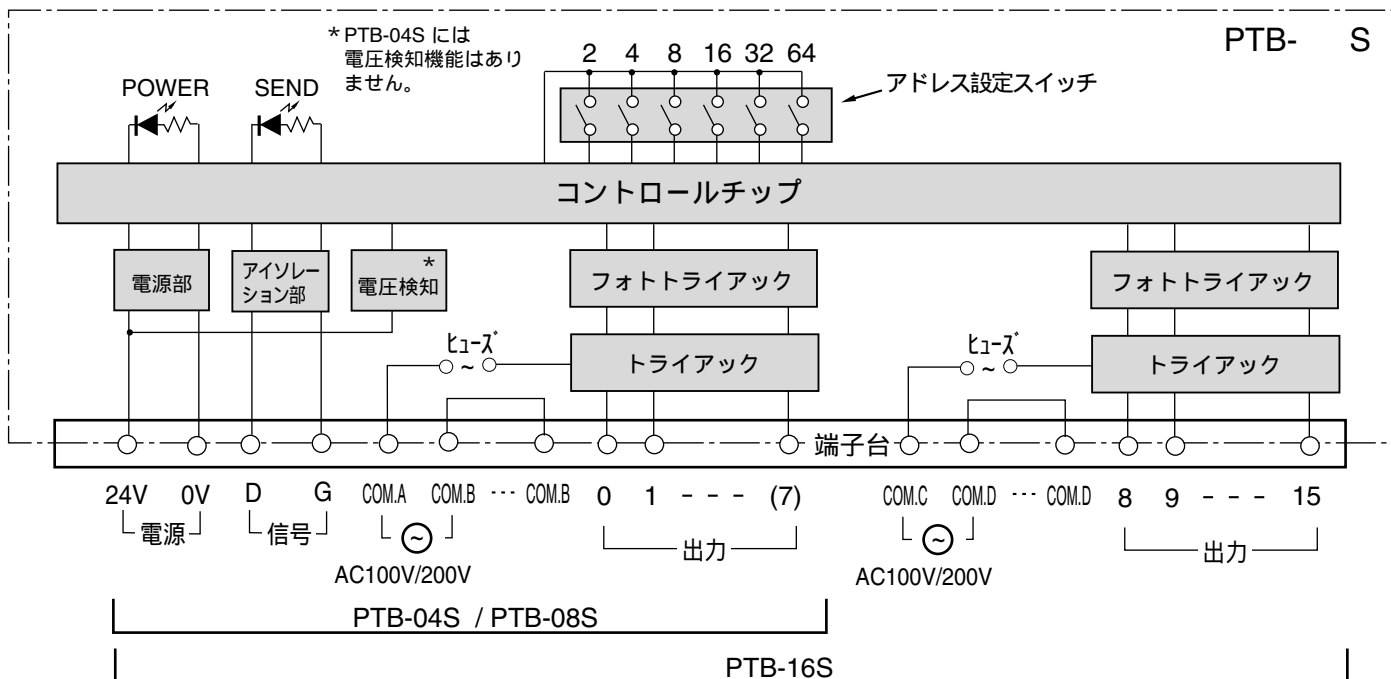 PTB-　S
*PTB-04S には
電圧検知機能はあり
ません。
2 4 8 16 32 64
アドレス設定スイッチ
POWER SEND
コントロールチップ
電源部
アイソレー
ション部
*
電圧検知
フォトトライアック
フォトトライアック
ﾋｭｰｽﾞ
~
トライアック
ﾋｭｰｽﾞ
~
トライアック
端子台
24V 0V D G COM.A COM.B ··· COM.B 0 1 - - - (7) COM.C COM.D ··· COM.D 8 9 - - - 15
電源 信号 ~ 出力 ~ 出力
AC100V/200V AC100V/200V
PTB-04S / PTB-08S
PTB-16S